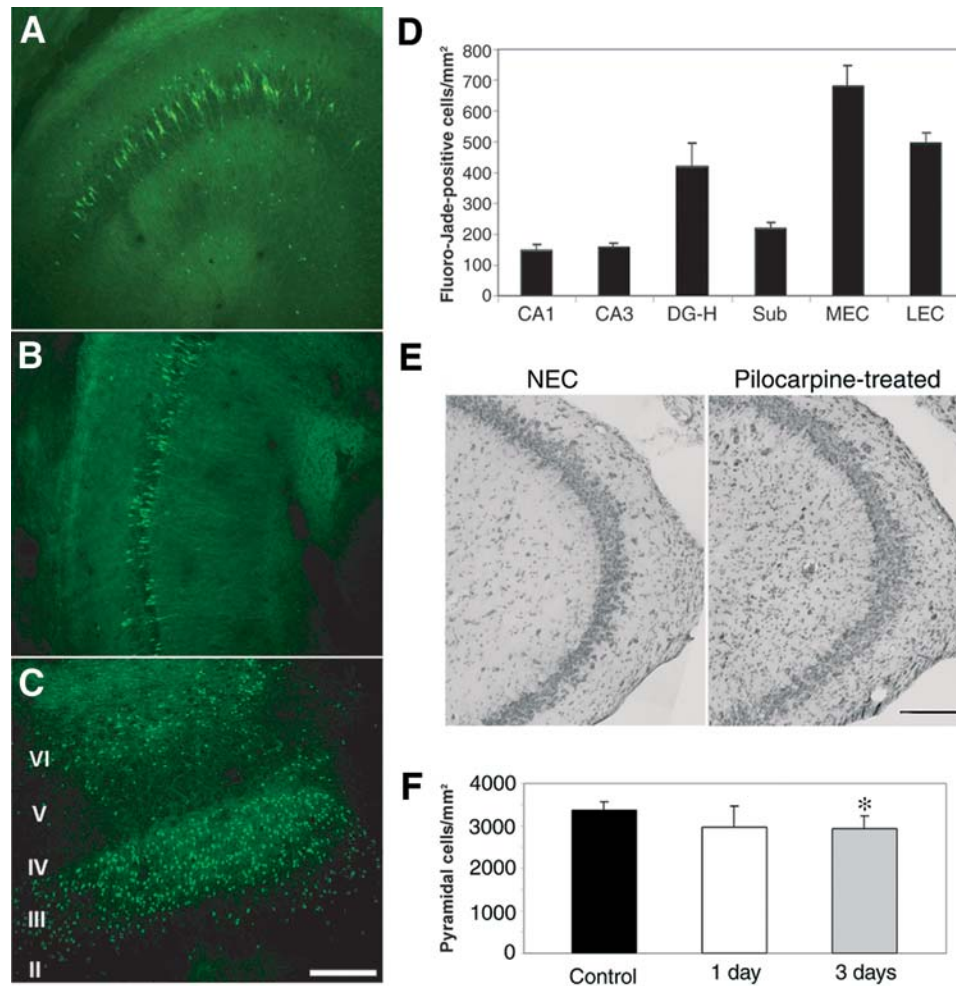 A
B
C
VI
V
IV
III
II
D
Fluoro-Jade-positive cells/mm²
800
700
600
500
400
300
200
100
0
CA1 CA3 DG-H Sub MEC LEC
E
NEC Pilocarpine-treated
F
Pyramidal cells/mm²
4000
3000
2000
1000
0
*
Control 1 day 3 days